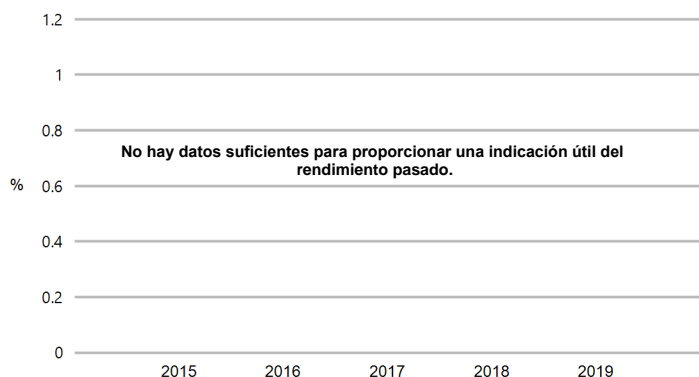 1.2
1
0.8
No hay datos suficientes para proporcionar una indicación útil del
rendimiento pasado.
%
0.6
0.4
0.2
0
2015 2016 2017 2018 2019